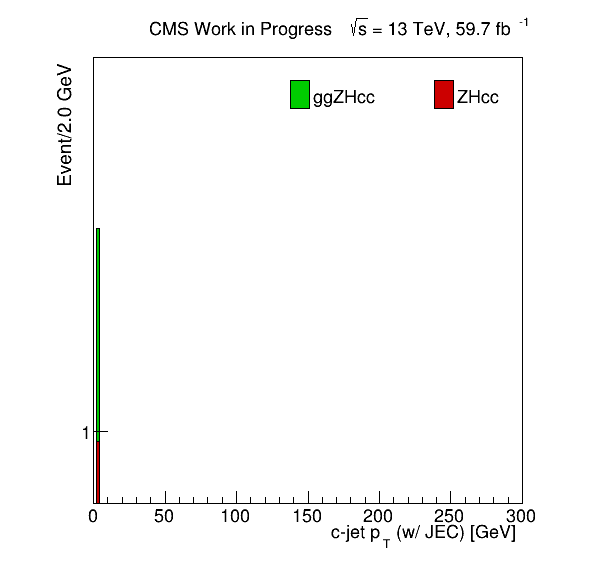 CMS Work in Progress √s = 13 TeV, 59.7 fb⁻¹
Event/2.0 GeV
ggZHcc ZHcc
1
0 50 100 150 200 250 300
c-jet p_T (w/ JEC) [GeV]